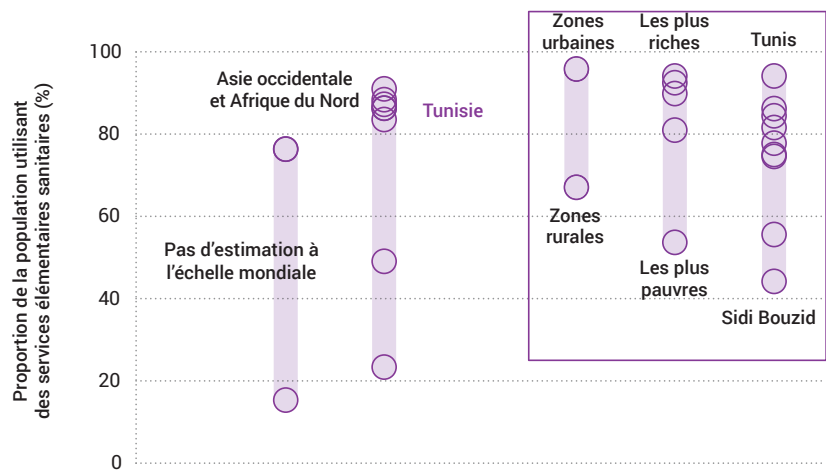 Proportion de la population utilisant
des services élémentaires sanitaires (%)
100
80
60
40
20
0
Pas d'estimation à
l'échelle mondiale
Asie occidentale
et Afrique du Nord
Tunisie
Zones
urbaines
Zones
rurales
Les plus
riches
Les plus
pauvres
Tunis
Sidi Bouzid